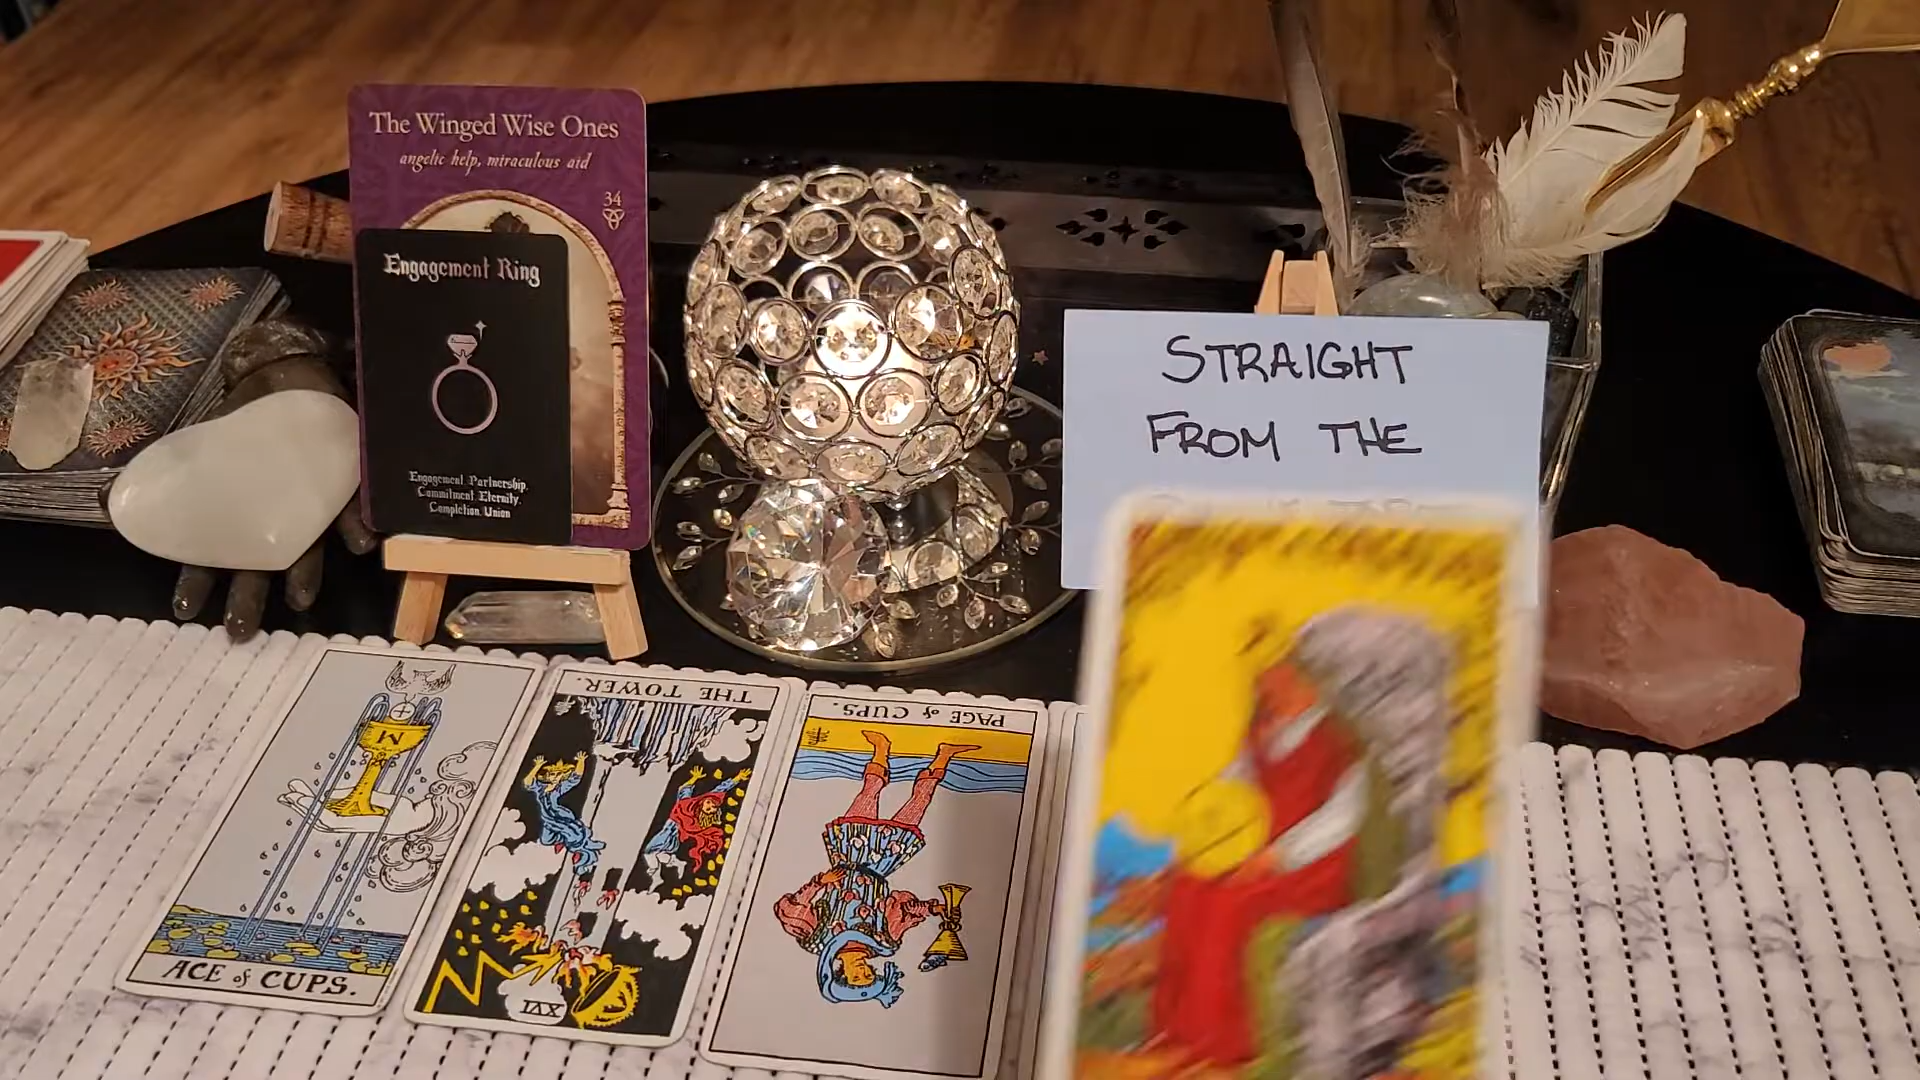 The Winged Wise Ones
angelic help, miraculous aid
34
Engagement Ring
Engagement, Partnership,
Commitment, Eternity,
Completion, Union
STRAIGHT
FROM THE
ACE of CUPS.
THE TOWER.
XVI
PAGE of CUPS.